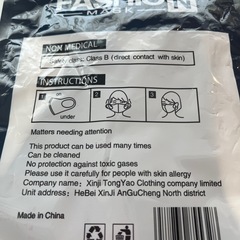 FASHION
MA
NON MEDICAL
Class B (direct contact with skin)
INSTRUCTIONS
1 2 3
on
under
Matters needing attention
This product can be used many times
Can be cleaned
No protection against toxic gases
Please use it carefully for people with skin allergy
Company name: Xinji TongYao Clothing company limited
Unit address: HeBei XinJi AnGuCheng North district
Made in China